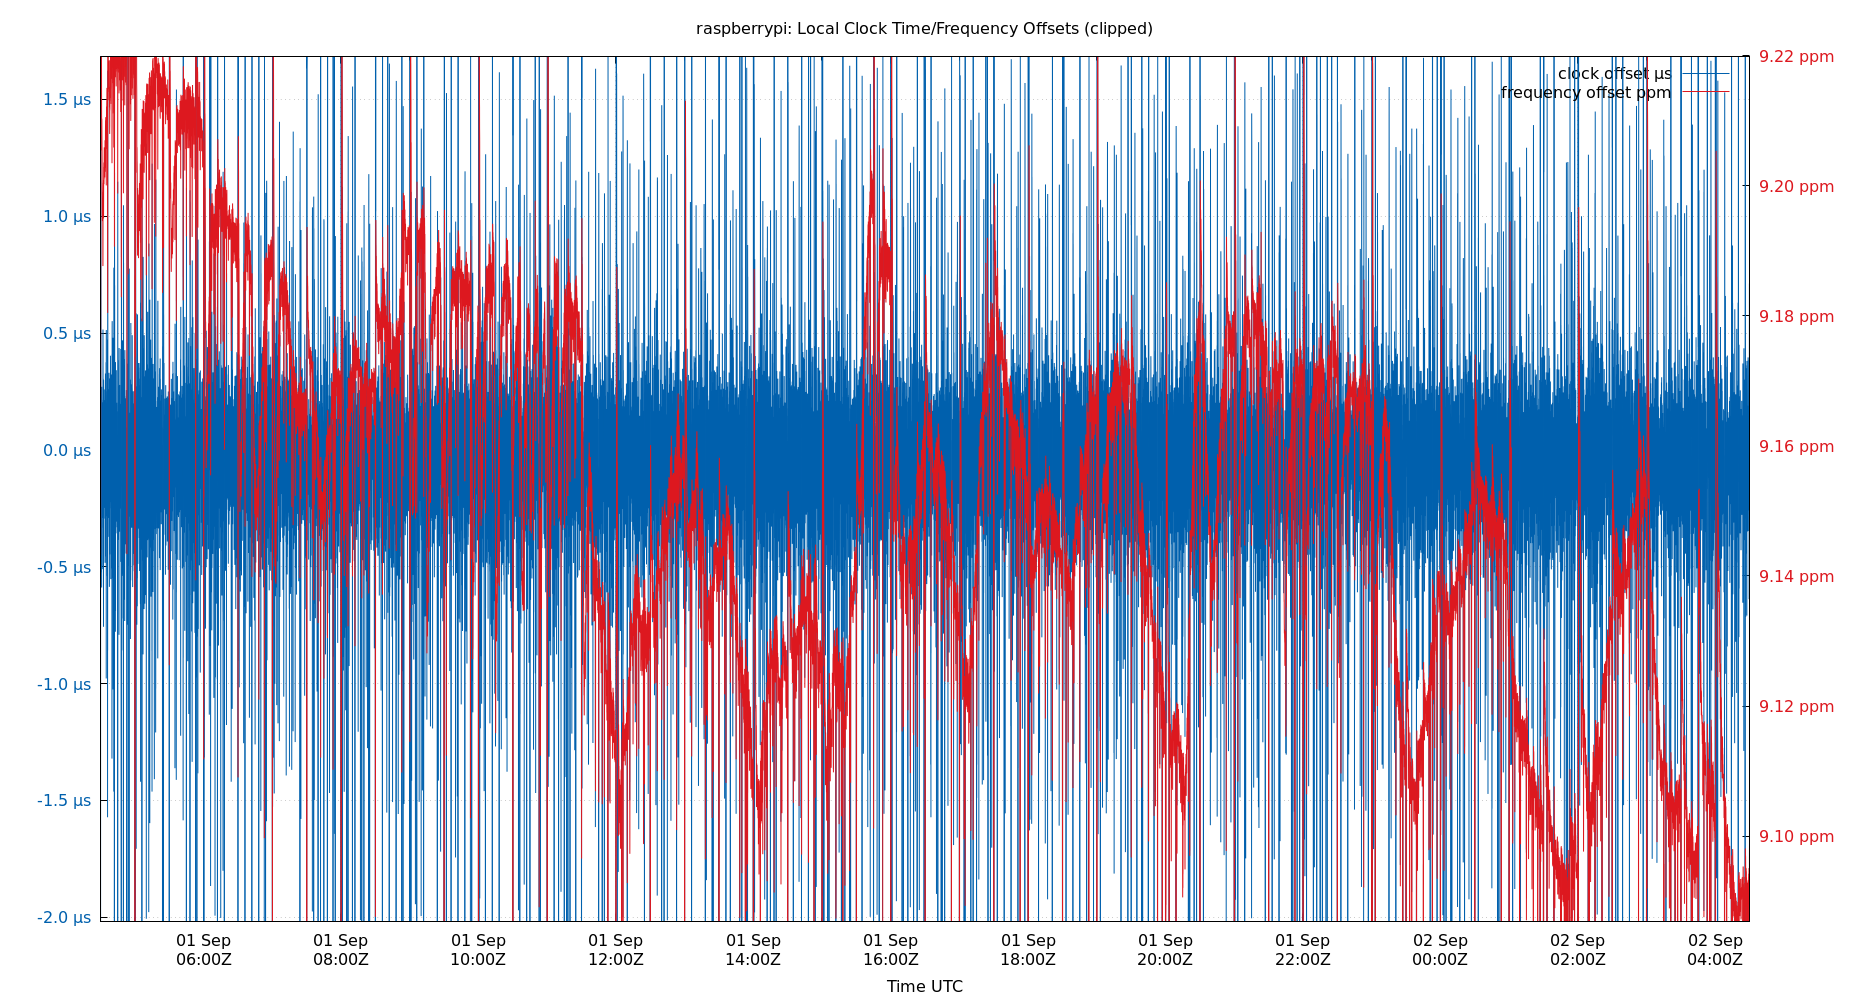 raspberrypi: Local Clock Time/Frequency Offsets (clipped)
clock offset µs
frequency offset ppm
1.5 µs
1.0 µs
0.5 µs
0.0 µs
-0.5 µs
-1.0 µs
-1.5 µs
-2.0 µs
9.22 ppm
9.20 ppm
9.18 ppm
9.16 ppm
9.14 ppm
9.12 ppm
9.10 ppm
01 Sep 01 Sep 01 Sep 01 Sep 01 Sep 01 Sep 01 Sep 01 Sep 01 Sep 02 Sep 02 Sep 02 Sep
06:00Z 08:00Z 10:00Z 12:00Z 14:00Z 16:00Z 18:00Z 20:00Z 22:00Z 00:00Z 02:00Z 04:00Z
Time UTC